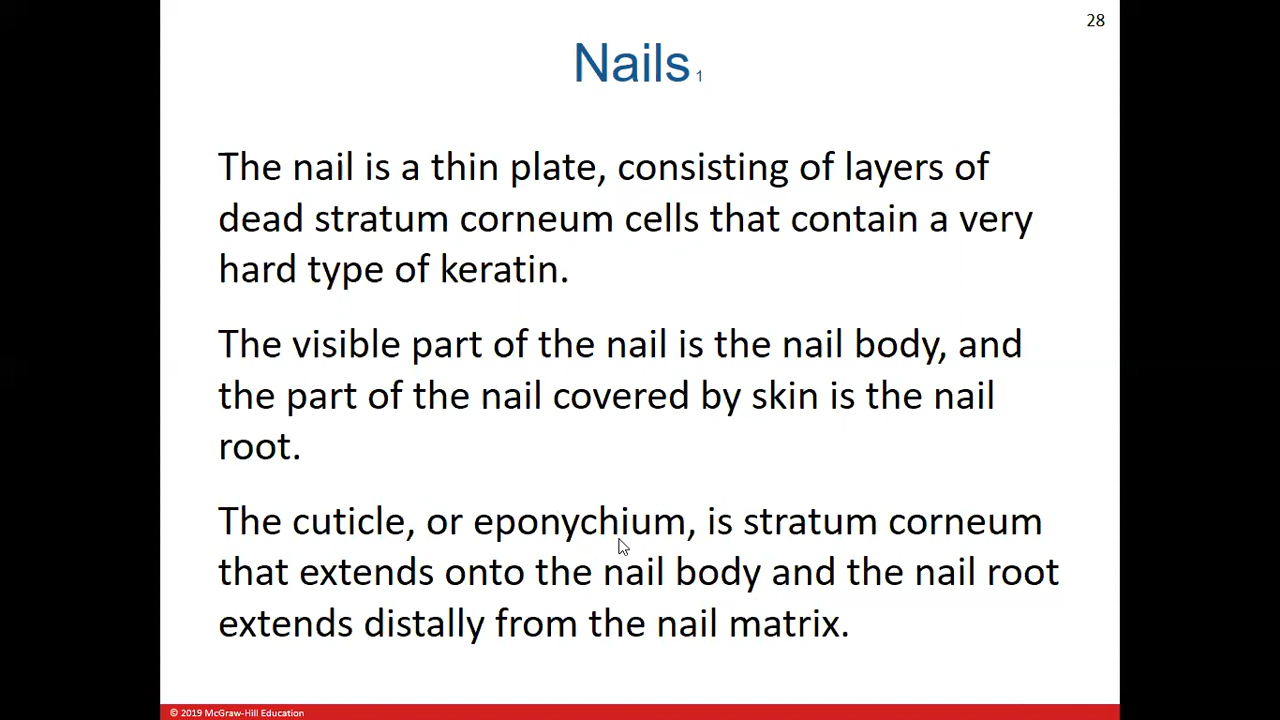 28
Nails 1
The nail is a thin plate, consisting of layers of
dead stratum corneum cells that contain a very
hard type of keratin.
The visible part of the nail is the nail body, and
the part of the nail covered by skin is the nail
root.
The cuticle, or eponychium, is stratum corneum
that extends onto the nail body and the nail root
extends distally from the nail matrix.
© 2019 McGraw-Hill Education